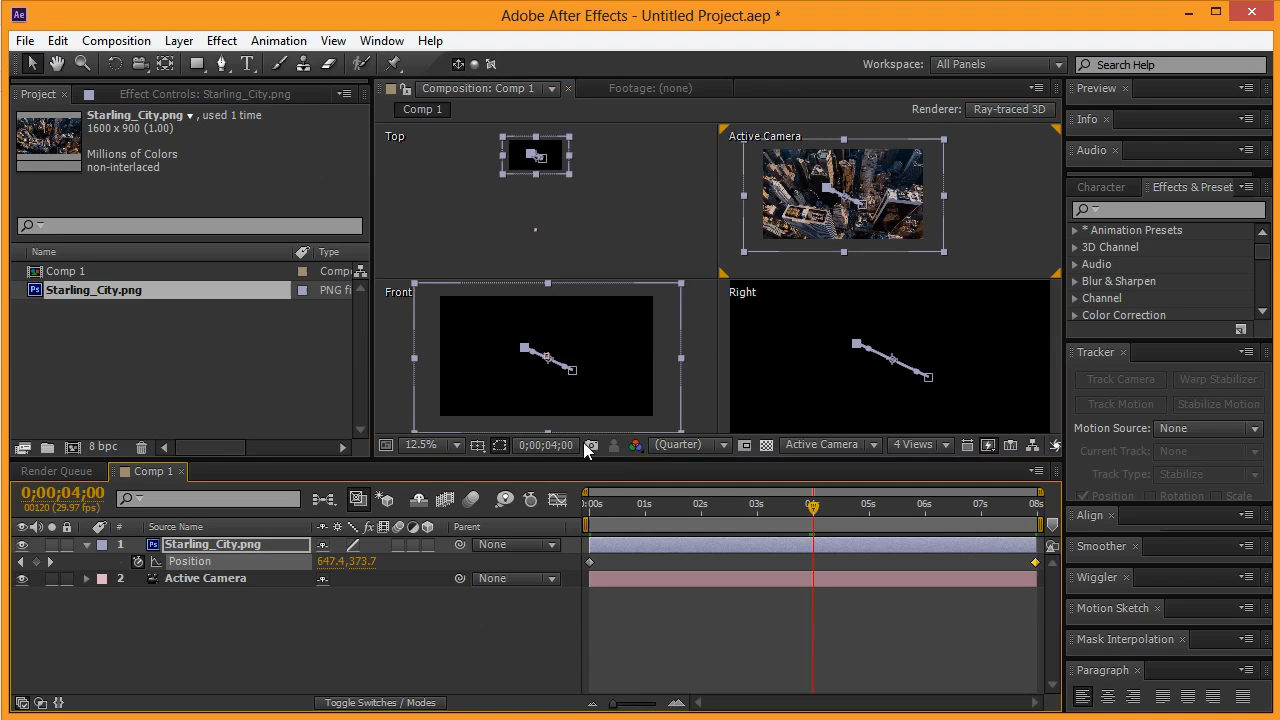 Ae Adobe After Effects - Untitled Project.aep *
File Edit Composition Layer Effect Animation View Window Help
Workspace: All Panels Search Help
Project Effect Controls: Starling_City.png Composition: Comp 1 Footage: (none) Preview
Starling_City.png , used 1 time Comp 1 Renderer: Ray-traced 3D
1600 x 900 (1.00) Info
Top Active Camera
Millions of Colors Audio
non-interlaced
Character Effects & Preset
Name Type
* Animation Presets
3D Channel
Audio
Comp 1 Compo
Blur & Sharpen
Starling_City.png PNG fi
Front Right
Channel
Color Correction
Tracker
Track Camera Warp Stabilizer
Track Motion Stabilize Motion
Motion Source: None
8 bpc 12.5% 0;00;04;00 (Quarter) Active Camera 4 Views
Current Track: None
Render Queue Comp 1
Track Type: Stabilize
0;00;04;00
Position Rotation Scale
00120 (29.97 fps)
0:00s 01s 02s 03s 05s 06s 07s 08s
Align
# Source Name Parent
1 Starling_City.png None
Smoother
Position 647.4,373.7
2 Active Camera None
Wiggler
Motion Sketch
Mask Interpolation
Paragraph
Toggle Switches / Modes